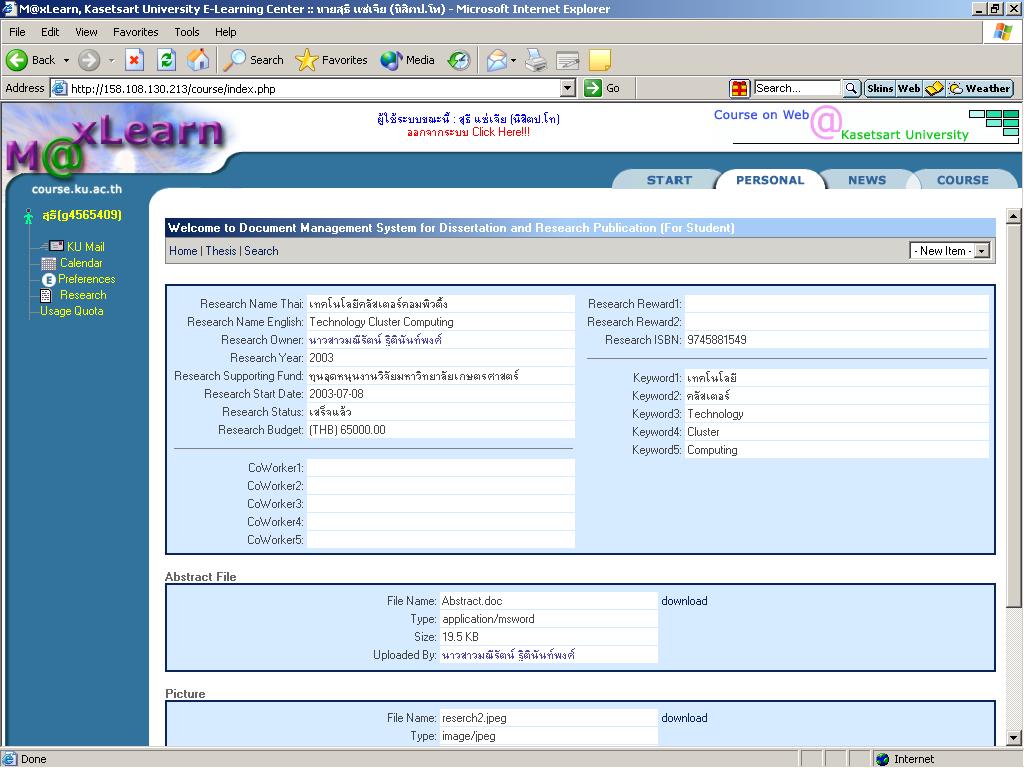 M@xLearn, Kasetsart University E-Learning Center :: นายสุธี แซ่เจีย (นิสิตป.โท) - Microsoft Internet Explorer
File Edit View Favorites Tools Help
Back Search Favorites Media
Address http://158.108.130.213/course/index.php Go Search... Skins Web Weather
M@xLearn
course.ku.ac.th
ผู้ใช้ระบบขณะนี้ : สุธี แซ่เจีย (นิสิตป.โท)
ออกจากระบบ Click Here!!!
Course on Web @ Kasetsart University
START PERSONAL NEWS COURSE
สุธี(g4565409)
KU Mail
Calendar
Preferences
Research
Usage Quota
Welcome to Document Management System for Dissertation and Research Publication (For Student)
Home | Thesis | Search - New Item -
Research Name Thai: เทคโนโลยีคลัสเตอร์คอมพิวติ้ง
Research Name English: Technology Cluster Computing
Research Owner: นางสาวมณีรัตน์ ฐิตินันท์พงศ์
Research Year: 2003
Research Supporting Fund: ทุนอุดหนุนงานวิจัยมหาวิทยาลัยเกษตรศาสตร์
Research Start Date: 2003-07-08
Research Status: เสร็จแล้ว
Research Budget: (THB) 65000.00
CoWorker1:
CoWorker2:
CoWorker3:
CoWorker4:
CoWorker5:
Research Reward1:
Research Reward2:
Research ISBN: 9745881549
Keyword1: เทคโนโลยี
Keyword2: คลัสเตอร์
Keyword3: Technology
Keyword4: Cluster
Keyword5: Computing
Abstract File
File Name: Abstract.doc download
Type: application/msword
Size: 19.5 KB
Uploaded By: นางสาวมณีรัตน์ ฐิตินันท์พงศ์
Picture
File Name: reserch2.jpeg download
Type: image/jpeg
Done Internet